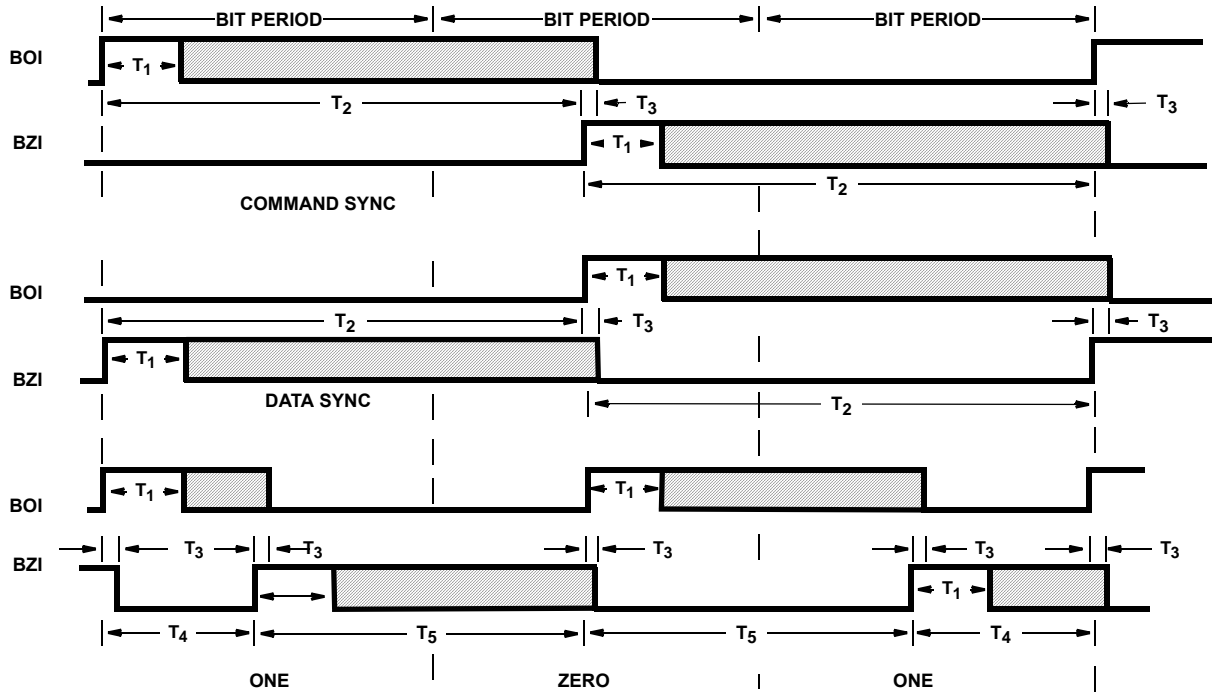 BIT PERIOD BIT PERIOD BIT PERIOD
BOI
T1
T2 T3 T3
BZI
T1
T2
COMMAND SYNC
BOI
T1
T2 T3 T3
BZI
T1
DATA SYNC
T2
BOI
T1 T1
BZI
T3 T3 T3 T3 T3
T1
T4 T5 T5 T4
ONE ZERO ONE